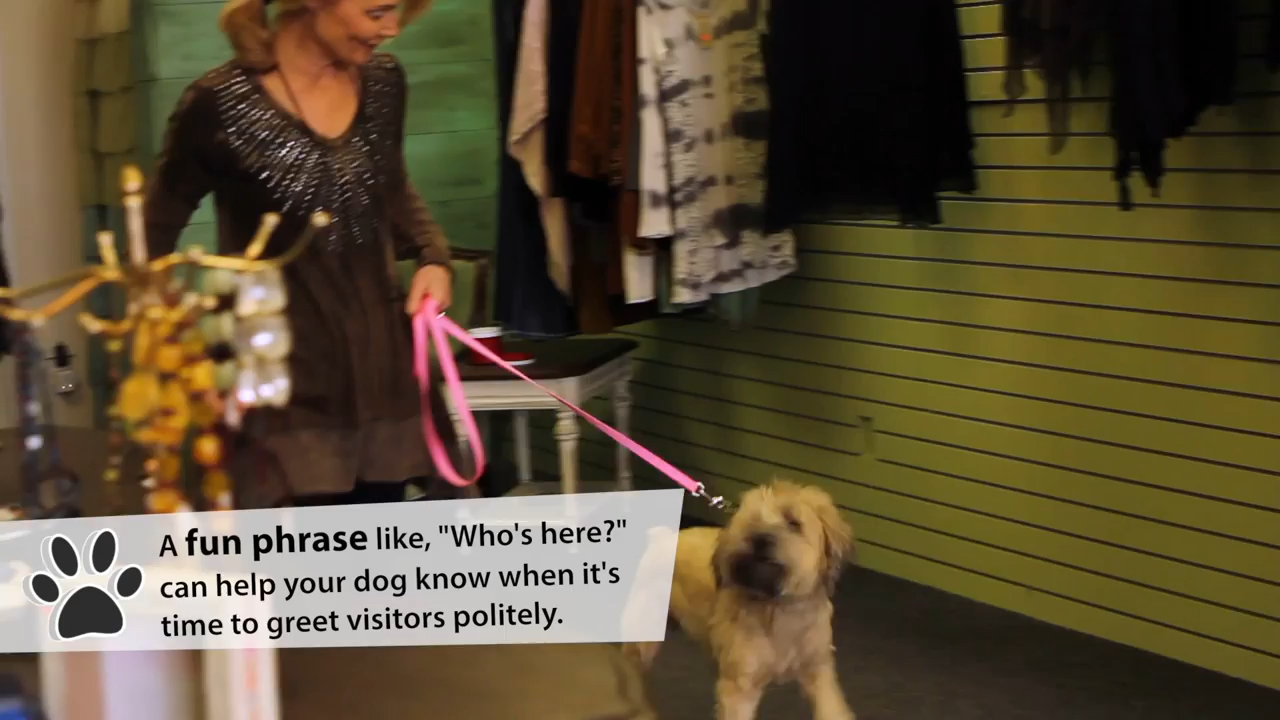 A fun phrase like, "Who's here?"
can help your dog know when it's
time to greet visitors politely.